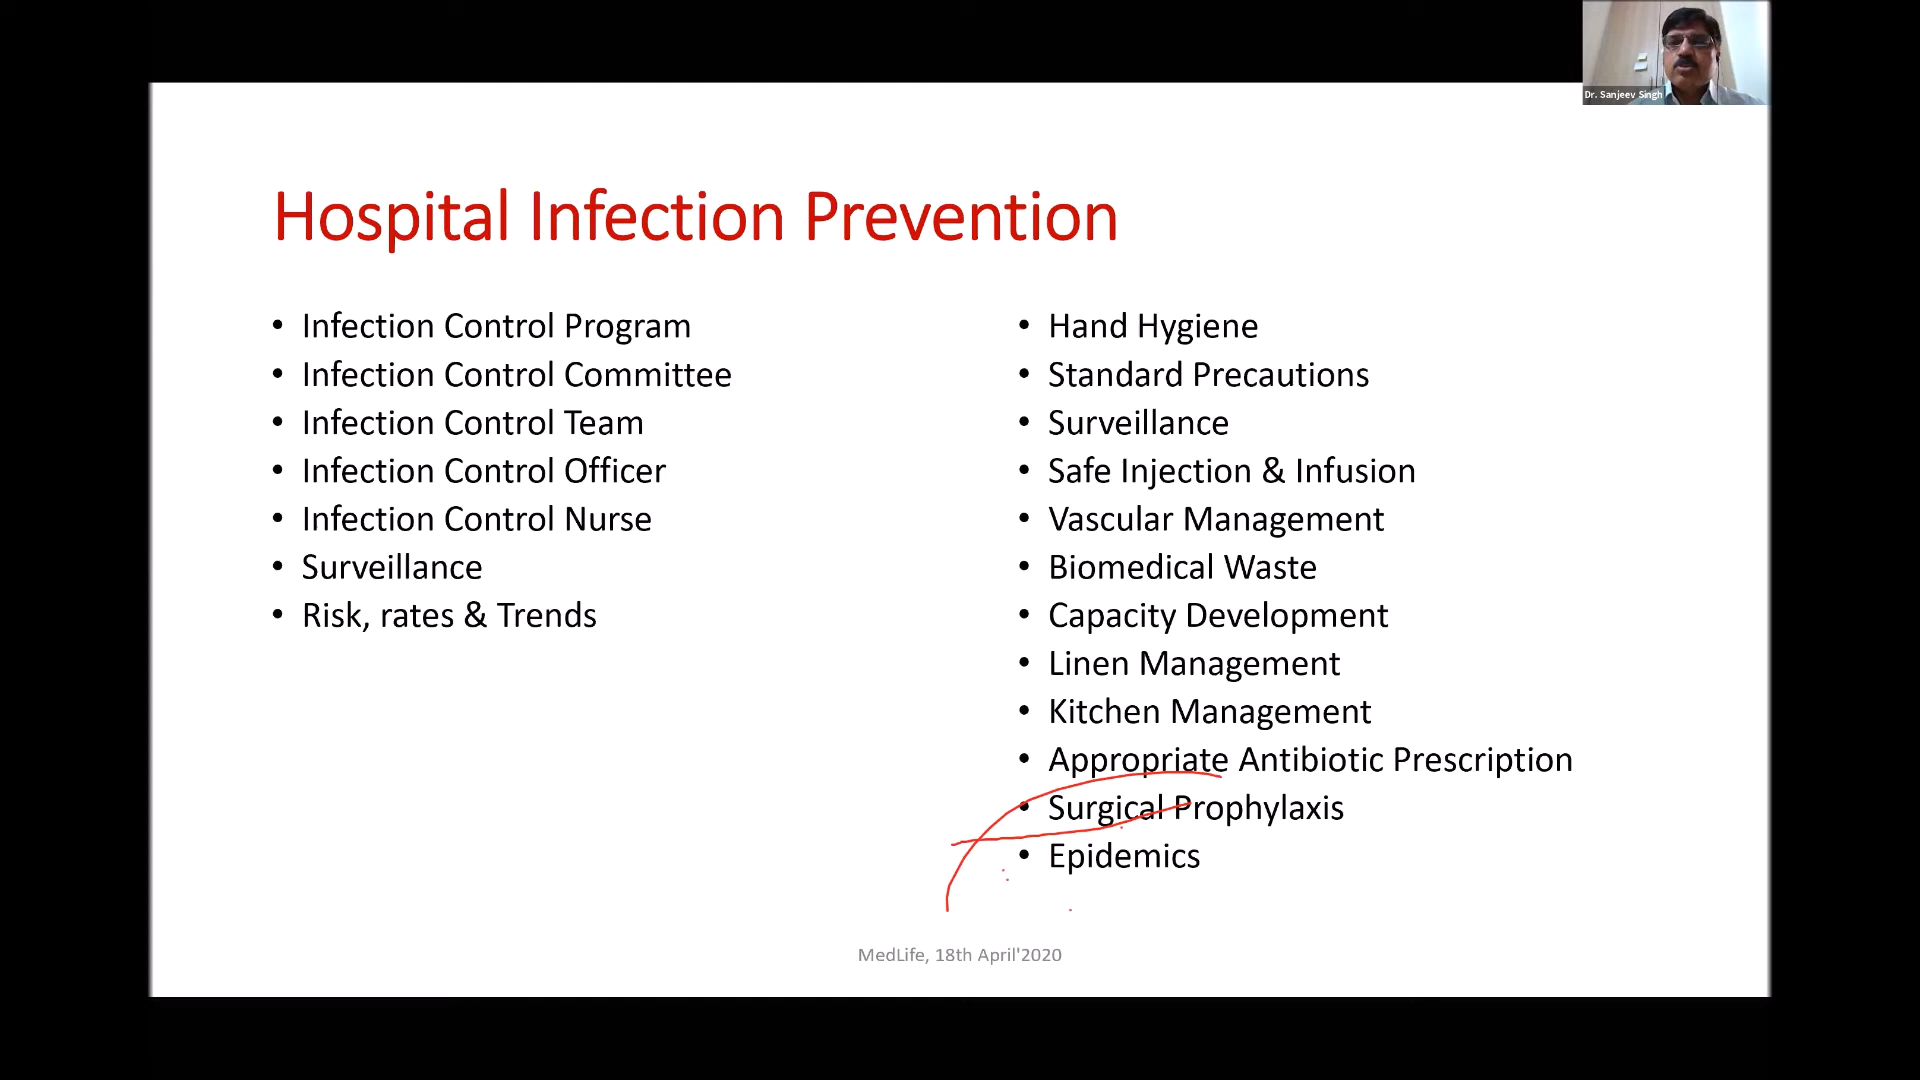 Dr. Sanjeev Singh
Hospital Infection Prevention
• Infection Control Program
• Infection Control Committee
• Infection Control Team
• Infection Control Officer
• Infection Control Nurse
• Surveillance
• Risk, rates & Trends
• Hand Hygiene
• Standard Precautions
• Surveillance
• Safe Injection & Infusion
• Vascular Management
• Biomedical Waste
• Capacity Development
• Linen Management
• Kitchen Management
• Appropriate Antibiotic Prescription
• Surgical Prophylaxis
• Epidemics
MedLife, 18th April'2020